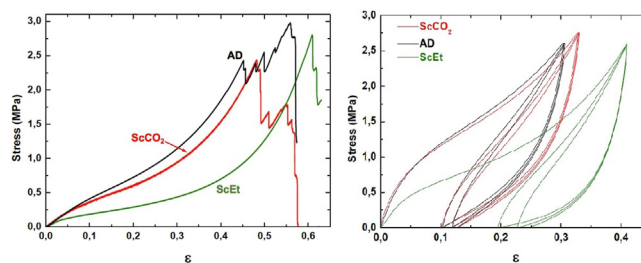 3,0
2,5
2,0
1,5
1,0
0,5
0,0
Stress (MPa)
AD
ScCO₂
ScEt
0,0 0,1 0,2 0,3 0,4 0,5 0,6
ε
ScCO₂
AD
ScEt
3,0
2,5
2,0
1,5
1,0
0,5
0,0
Stress (MPa)
0,0 0,1 0,2 0,3 0,4
ε